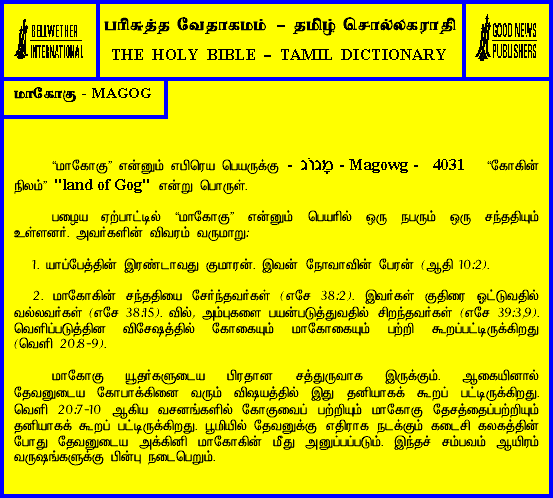 BELLWETHER
INTERNATIONAL
பரிசுத்த வேதாகமம் – தமிழ் சொல்லகராதி
THE HOLY BIBLE – TAMIL DICTIONARY
GOOD NEWS
PUBLISHERS
மாகோகு - MAGOG
“மாகோகு” என்னும் எபிரெய பெயருக்கு - מָגוֹג - Magowg - 4031 “கோகின்
நிலம்” "land of Gog" என்று பொருள்.
பழைய ஏற்பாட்டில் “மாகோகு” என்னும் பெயரில் ஒரு நபரும் ஒரு சந்ததியும்
உள்ளனர். அவர்களின் விவரம் வருமாறு:
1. யாப்பேத்தின் இரண்டாவது குமாரன். இவன் நோவாவின் பேரன் (ஆதி 10:2).
2. மாகோகின் சந்ததியை சேர்ந்தவர்கள் (எசே 38:2). இவர்கள் குதிரை ஓட்டுவதில்
வல்லவர்கள் (எசே 38:15). வில், அம்புகளை பயன்படுத்துவதில் சிறந்தவர்கள் (எசே 39:3,9).
வெளிப்படுத்தின விசேஷத்தில் கோகையும் மாகோகையும் பற்றி கூறப்பட்டிருக்கிறது
(வெளி 20:8-9).
மாகோகு யூதர்களுடைய பிரதான சத்துருவாக இருக்கும். ஆகையினால்
தேவனுடைய கோபாக்கினை வரும் விஷயத்தில் இது தனியாகக் கூறப் பட்டிருக்கிறது.
வெளி 20:7-10 ஆகிய வசனங்களில் கோகுவைப் பற்றியும் மாகோகு தேசத்தைப்பற்றியும்
தனியாகக் கூறப் பட்டிருக்கிறது. பூமியில் தேவனுக்கு எதிராக நடக்கும் கடைசி கலகத்தின்
போது தேவனுடைய அக்கினி மாகோகின் மீது அனுப்பப்படும். இந்தச் சம்பவம் ஆயிரம்
வருஷங்களுக்கு பின்பு நடைபெறும்.